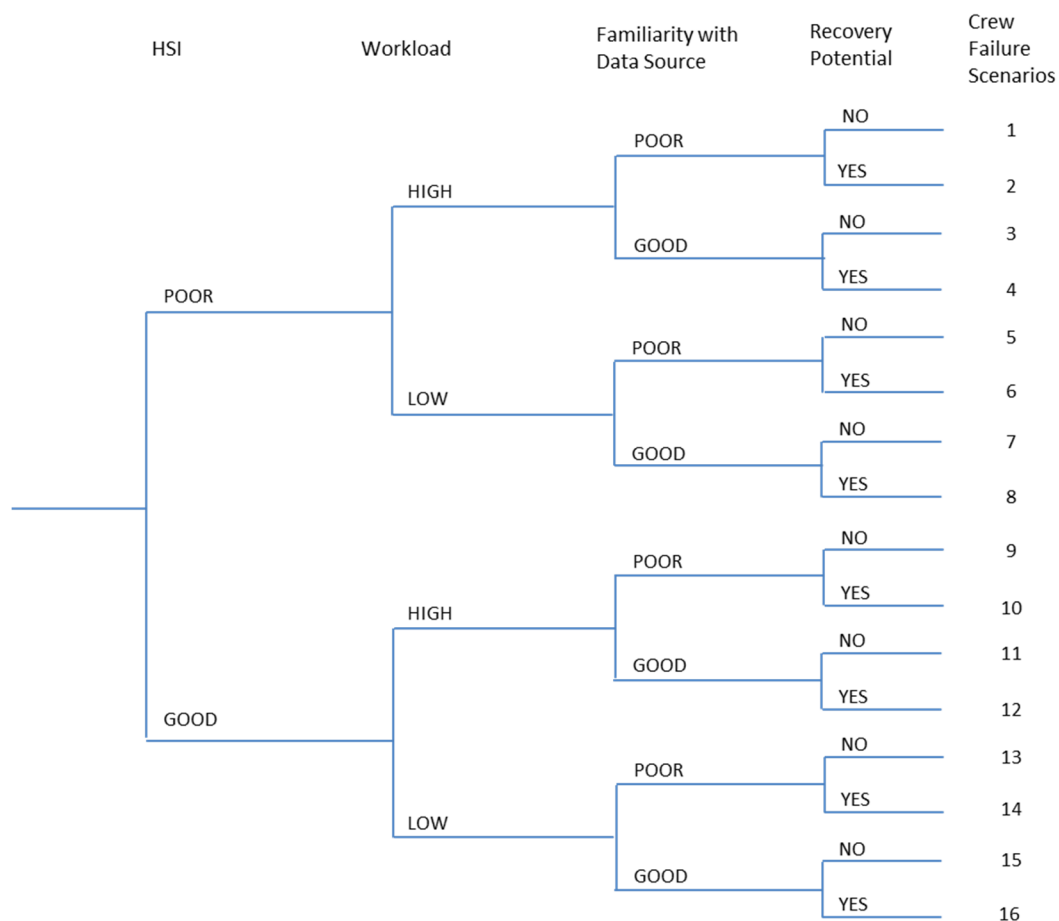 HSI
Workload
Familiarity with
Data Source
Recovery
Potential
Crew
Failure
Scenarios
NO
1
POOR
YES
2
HIGH
NO
3
GOOD
YES
4
POOR
NO
5
POOR
YES
6
LOW
NO
7
GOOD
YES
8
NO
9
POOR
YES
10
HIGH
NO
11
GOOD
YES
12
GOOD
NO
13
POOR
YES
14
LOW
NO
15
GOOD
YES
16